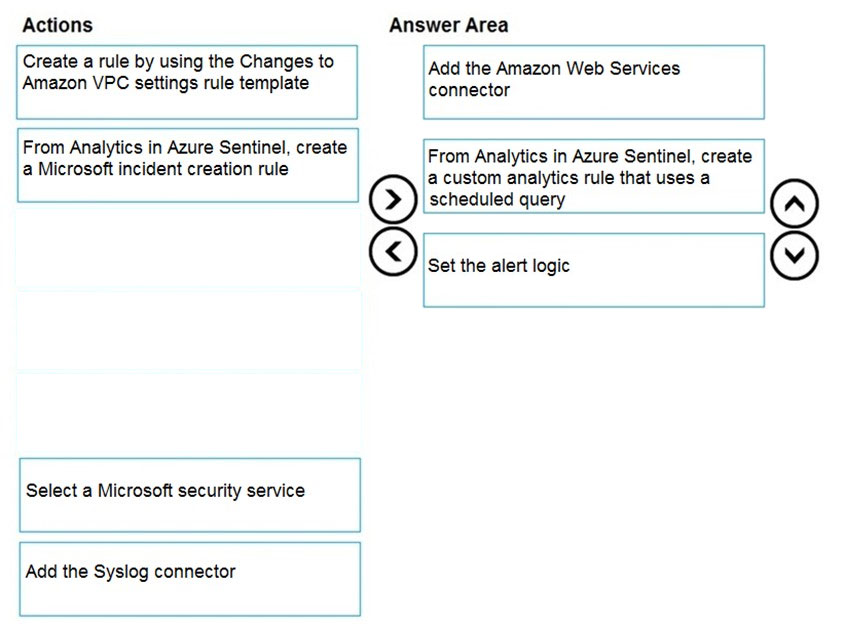 Actions
Create a rule by using the Changes to
Amazon VPC settings rule template
From Analytics in Azure Sentinel, create
a Microsoft incident creation rule
Select a Microsoft security service
Add the Syslog connector
Answer Area
Add the Amazon Web Services
connector
From Analytics in Azure Sentinel, create
a custom analytics rule that uses a
scheduled query
Set the alert logic